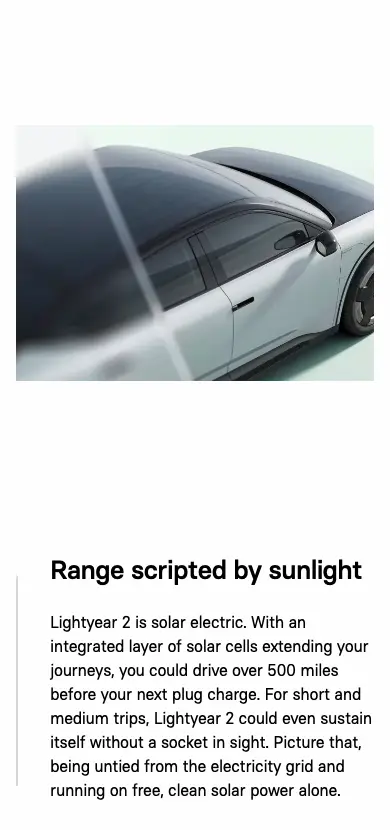 Range scripted by sunlight
Lightyear 2 is solar electric. With an
integrated layer of solar cells extending your
journeys, you could drive over 500 miles
before your next plug charge. For short and
medium trips, Lightyear 2 could even sustain
itself without a socket in sight. Picture that,
being untied from the electricity grid and
running on free, clean solar power alone.